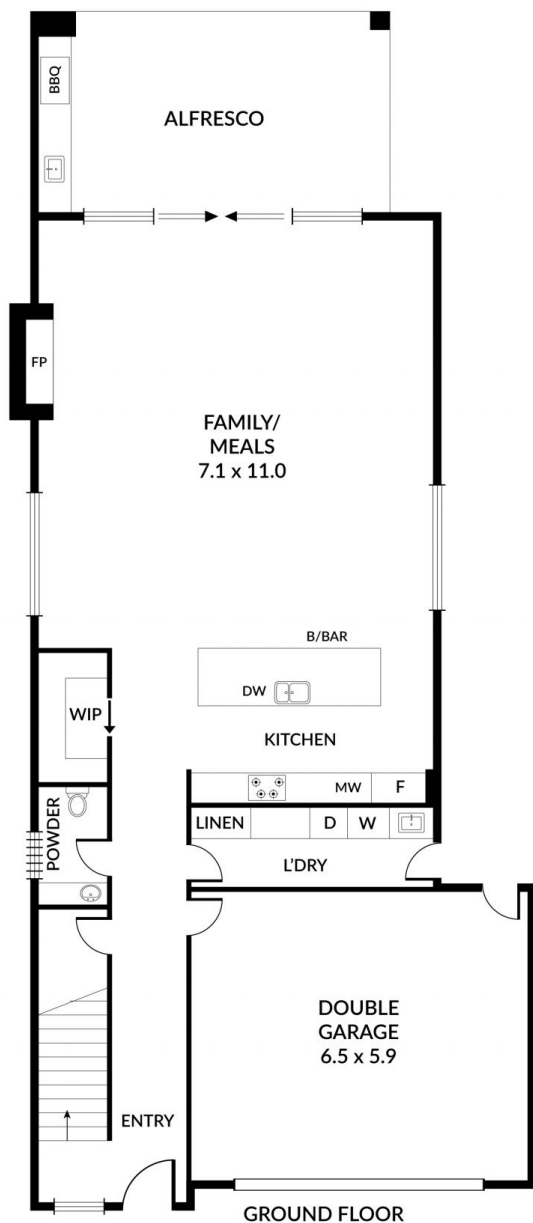 BBQ
ALFRESCO
FP
FAMILY/
MEALS
7.1 x 11.0
B/BAR
DW
WIP
KITCHEN
MW
F
POWDER
LINEN
D
W
L'DRY
DOUBLE
GARAGE
6.5 x 5.9
ENTRY
GROUND FLOOR